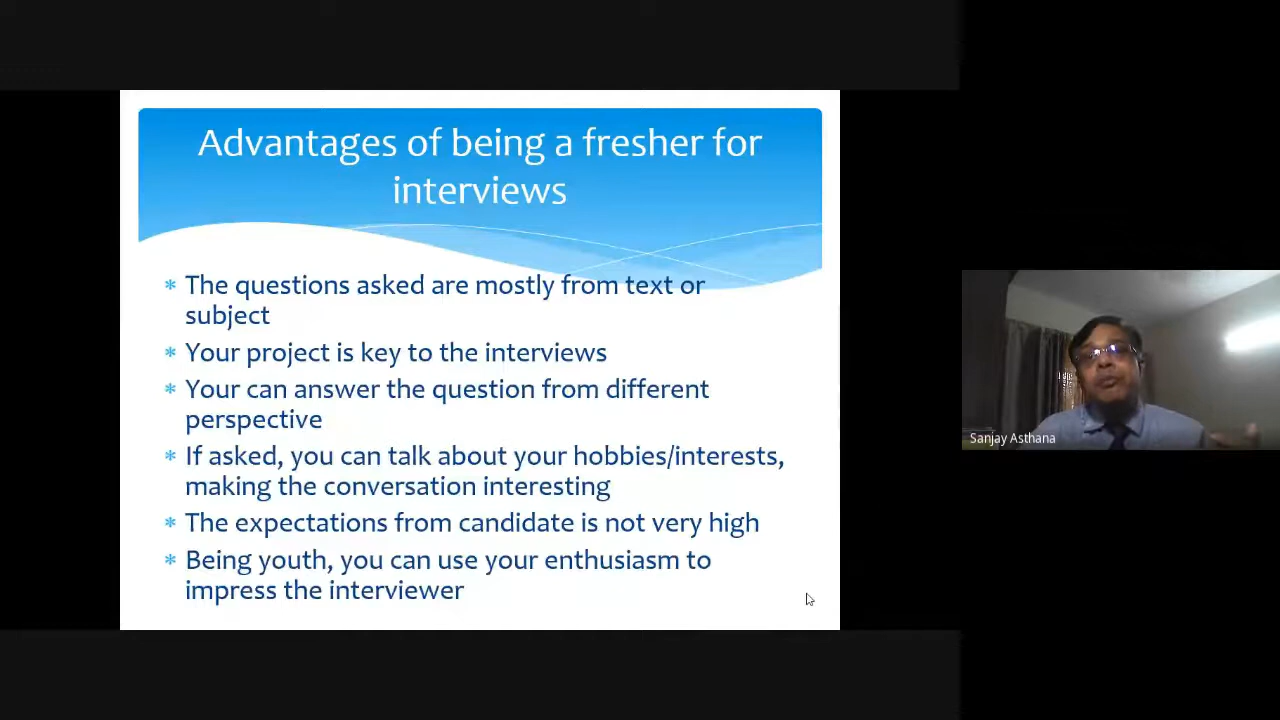 Advantages of being a fresher for
interviews
* The questions asked are mostly from text or
subject
* Your project is key to the interviews
* Your can answer the question from different
perspective
* If asked, you can talk about your hobbies/interests,
making the conversation interesting
* The expectations from candidate is not very high
* Being youth, you can use your enthusiasm to
impress the interviewer
Sanjay Asthana